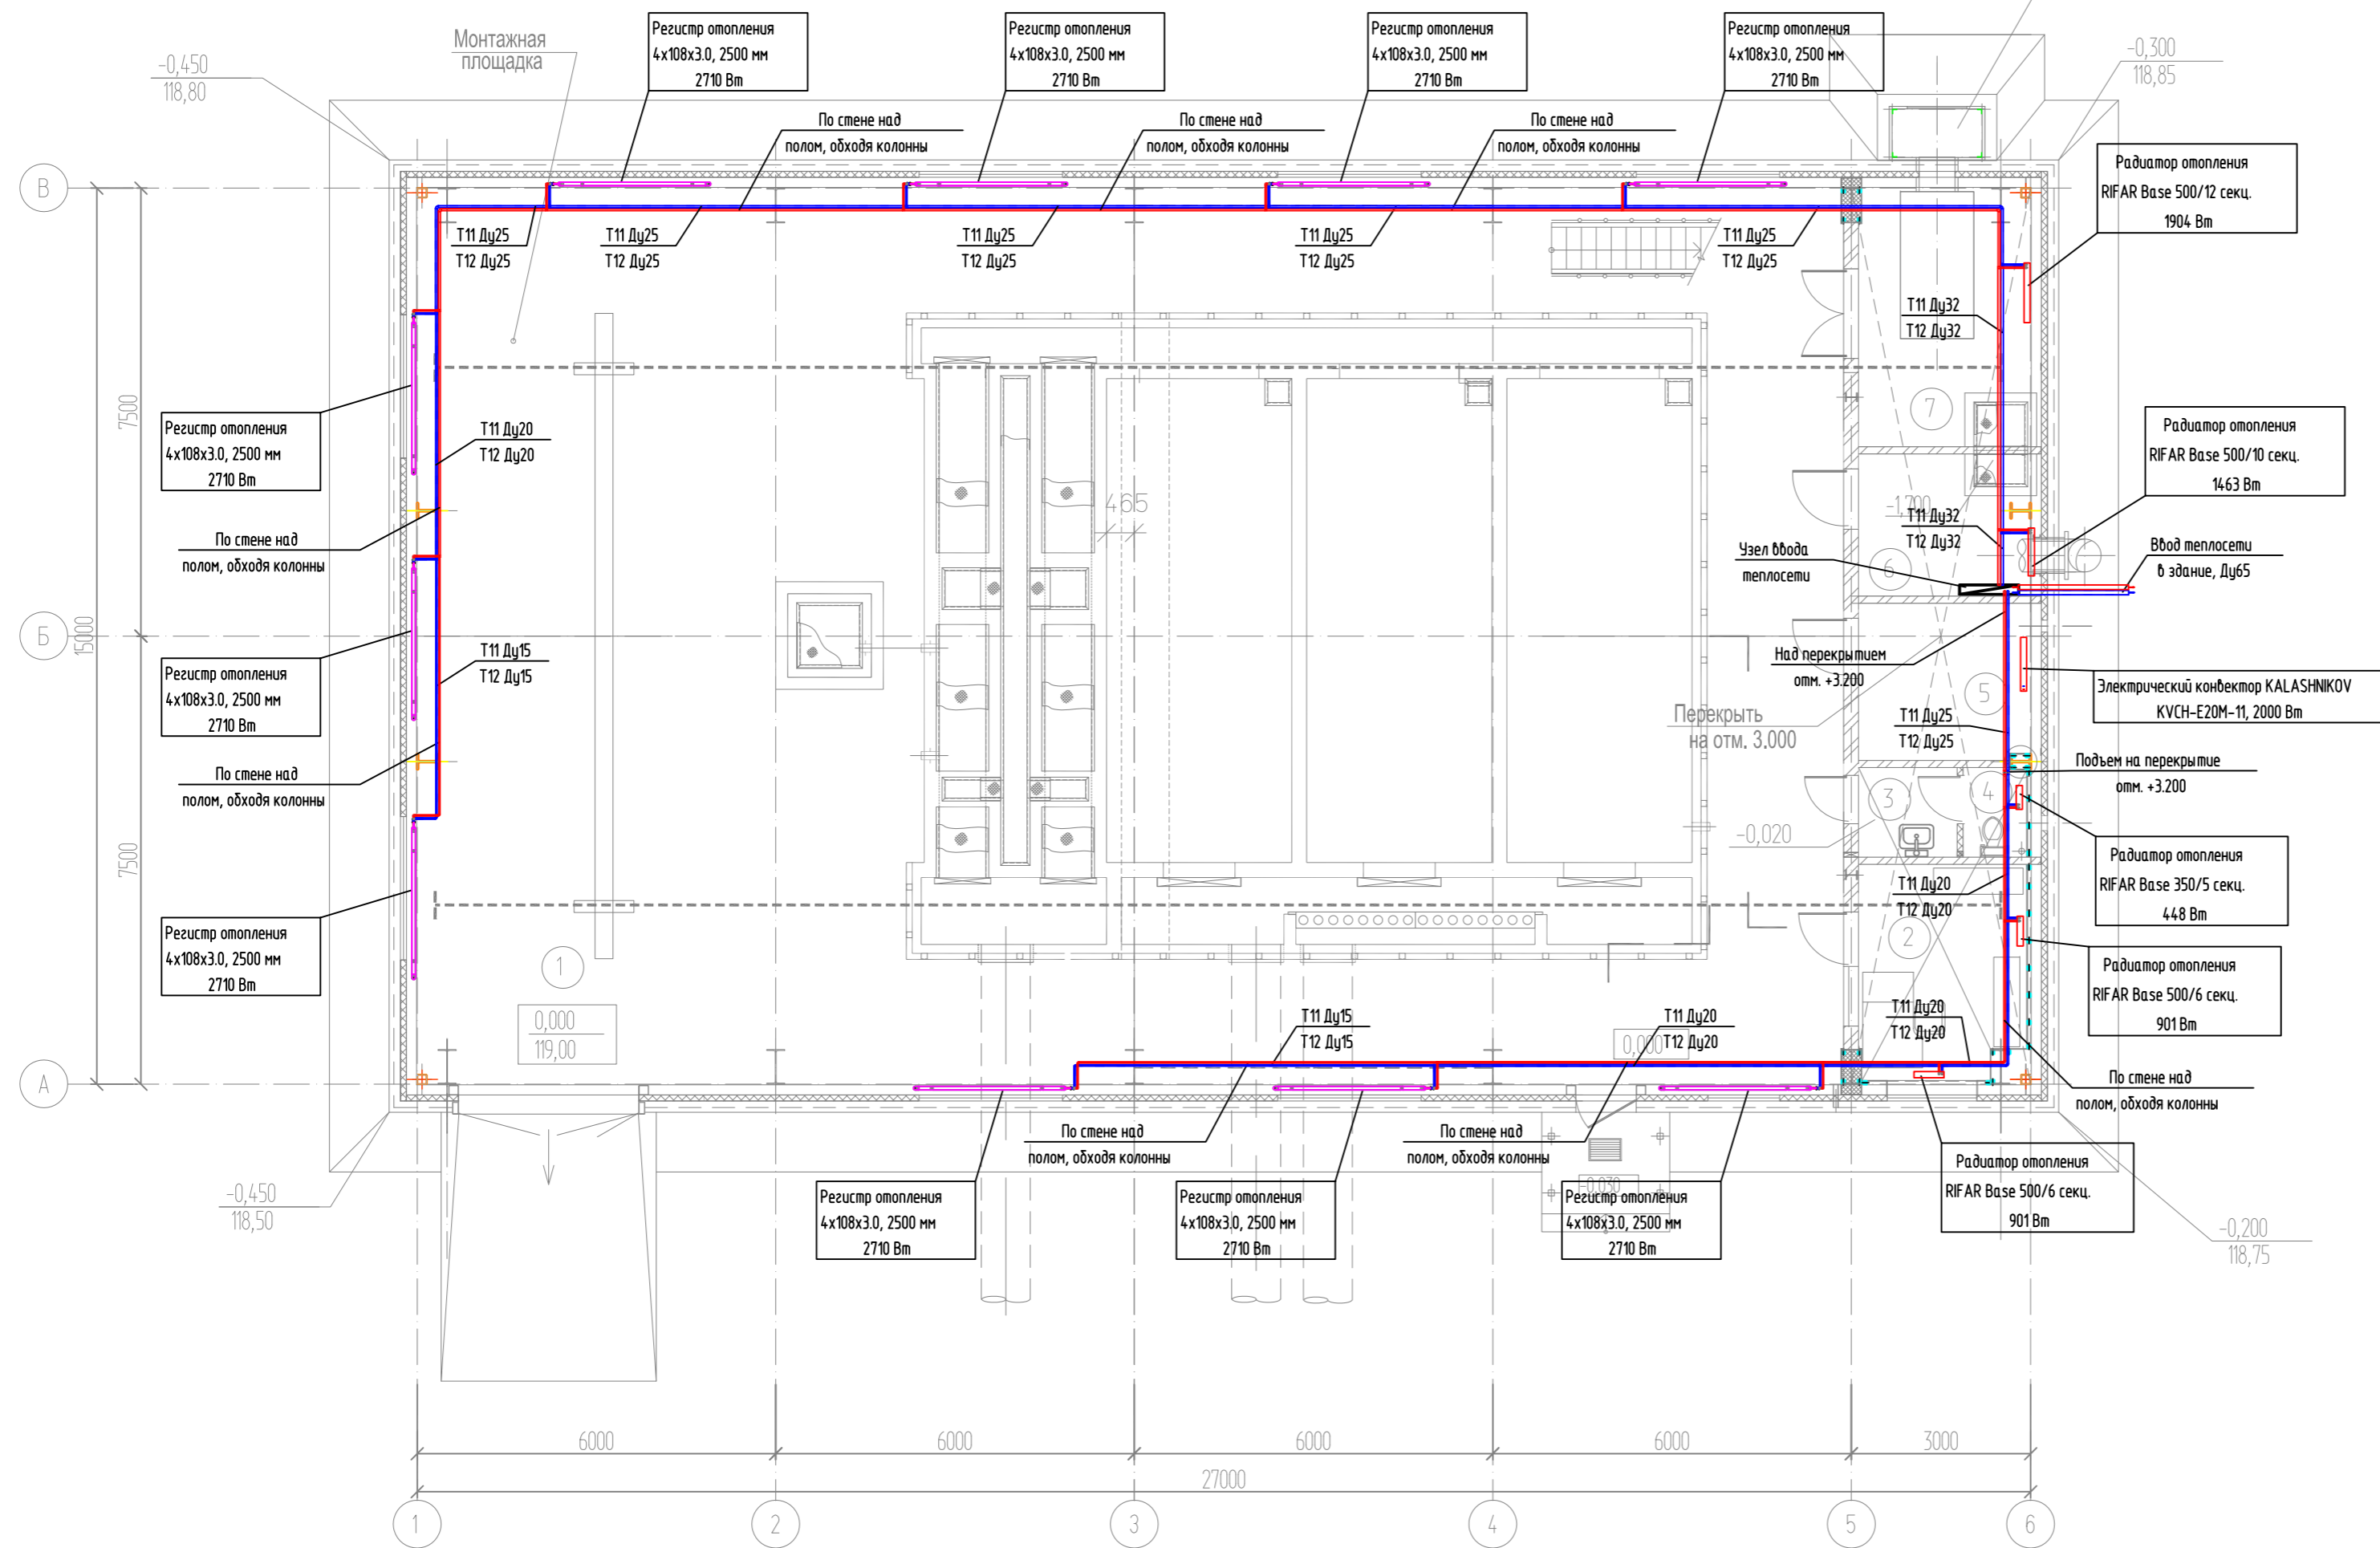 Монтажная
площадка
-0,450
118,80
Регистр отопления
4х108х3.0, 2500 мм
2710 Вт
Регистр отопления
4х108х3.0, 2500 мм
2710 Вт
Регистр отопления
4х108х3.0, 2500 мм
2710 Вт
Регистр отопления
4х108х3.0, 2500 мм
2710 Вт
-0,300
118,85
По стене над
полом, обходя колонны
По стене над
полом, обходя колонны
По стене над
полом, обходя колонны
Радиатор отопления
RIFAR Base 500/12 секц.
1904 Вт
В
Т11 Ду25
Т12 Ду25
Т11 Ду25
Т12 Ду25
Т11 Ду25
Т12 Ду25
Т11 Ду25
Т12 Ду25
Т11 Ду25
Т12 Ду25
Т11 Ду32
Т12 Ду32
7500
7
Регистр отопления
4х108х3.0, 2500 мм
2710 Вт
Т11 Ду20
Т12 Ду20
Радиатор отопления
RIFAR Base 500/10 секц.
1463 Вт
465
-1,700
Т11 Ду32
Т12 Ду32
По стене над
полом, обходя колонны
Узел ввода
теплосети
6
Ввод теплосети
в здание, Ду65
Б
15000
Регистр отопления
4х108х3.0, 2500 мм
2710 Вт
Т11 Ду15
Т12 Ду15
Над перекрытием
отм. +3.200
5
Электрический конвектор KALASHNIKOV
KVCH-E20M-11, 2000 Вт
Перекрыть
на отм. 3.000
Т11 Ду25
Т12 Ду25
По стене над
полом, обходя колонны
Подъем на перекрытие
отм. +3.200
3
4
-0,020
7500
Радиатор отопления
RIFAR Base 350/5 секц.
448 Вт
Т11 Ду20
Т12 Ду20
2
Регистр отопления
4х108х3.0, 2500 мм
2710 Вт
1
Радиатор отопления
RIFAR Base 500/6 секц.
901 Вт
0,000
119,00
Т11 Ду15
Т12 Ду15
0,000
Т11 Ду20
Т12 Ду20
Т11 Ду20
Т12 Ду20
А
По стене над
полом, обходя колонны
По стене над
полом, обходя колонны
По стене над
полом, обходя колонны
Радиатор отопления
RIFAR Base 500/6 секц.
901 Вт
-0,450
118,50
Регистр отопления
4х108х3.0, 2500 мм
2710 Вт
Регистр отопления
4х108х3.0, 2500 мм
2710 Вт
-0,030
Регистр отопления
4х108х3.0, 2500 мм
2710 Вт
-0,200
118,75
6000
6000
6000
6000
3000
27000
1
2
3
4
5
6